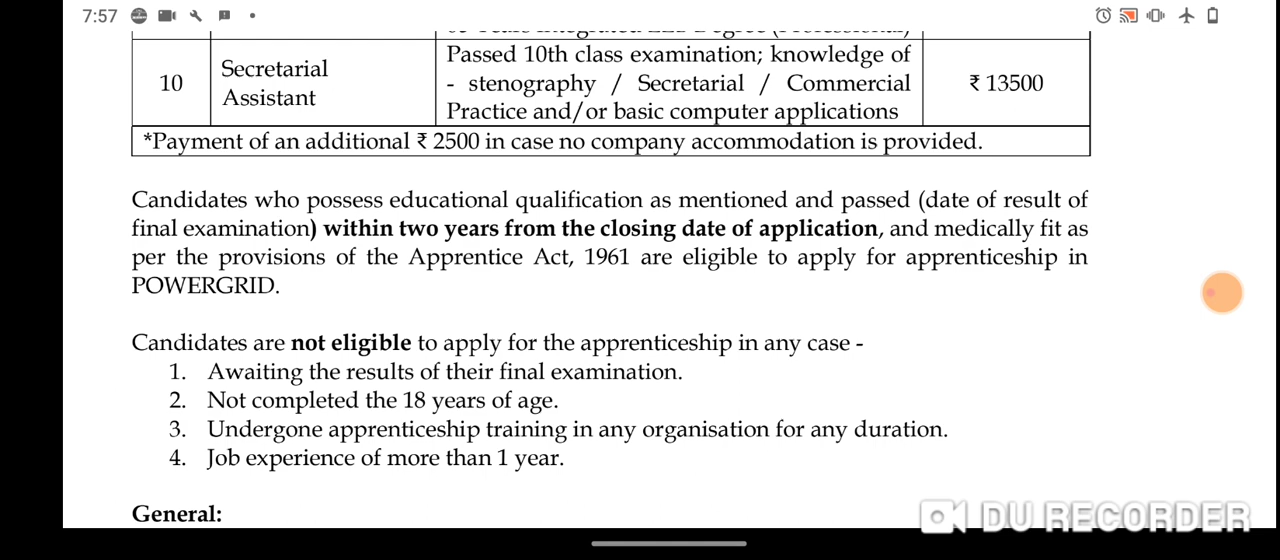 7:57
10
Secretarial
Assistant
Passed 10th class examination; knowledge of
- stenography / Secretarial / Commercial
Practice and/or basic computer applications
₹ 13500
*Payment of an additional ₹ 2500 in case no company accommodation is provided.
Candidates who possess educational qualification as mentioned and passed (date of result of
final examination) within two years from the closing date of application, and medically fit as
per the provisions of the Apprentice Act, 1961 are eligible to apply for apprenticeship in
POWERGRID.
Candidates are not eligible to apply for the apprenticeship in any case -
1. Awaiting the results of their final examination.
2. Not completed the 18 years of age.
3. Undergone apprenticeship training in any organisation for any duration.
4. Job experience of more than 1 year.
General:
DU RECORDER